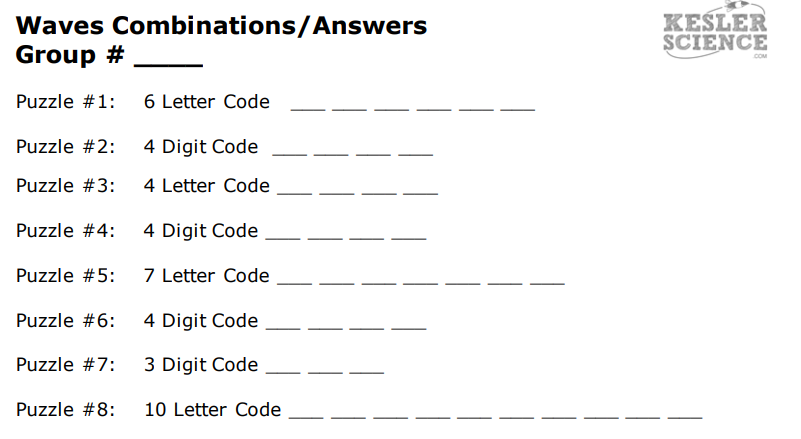 Waves Combinations/Answers
Group # ____
KESLER
SCIENCE
.COM
Puzzle #1: 6 Letter Code ___ ___ ___ ___ ___ ___
Puzzle #2: 4 Digit Code ___ ___ ___ ___
Puzzle #3: 4 Letter Code ___ ___ ___ ___
Puzzle #4: 4 Digit Code ___ ___ ___ ___
Puzzle #5: 7 Letter Code ___ ___ ___ ___ ___ ___ ___
Puzzle #6: 4 Digit Code ___ ___ ___ ___
Puzzle #7: 3 Digit Code ___ ___ ___
Puzzle #8: 10 Letter Code ___ ___ ___ ___ ___ ___ ___ ___ ___ ___